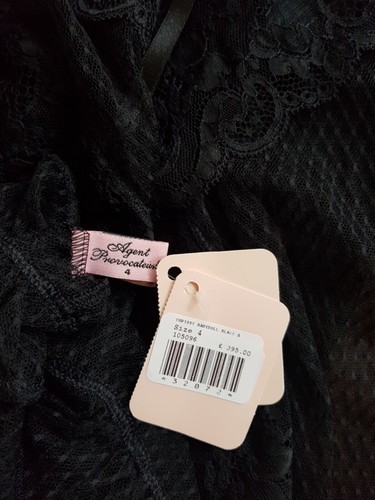 Agent
Provocateur
4
BABYDOLL BLACK
Size 4
105096
£ 395.00